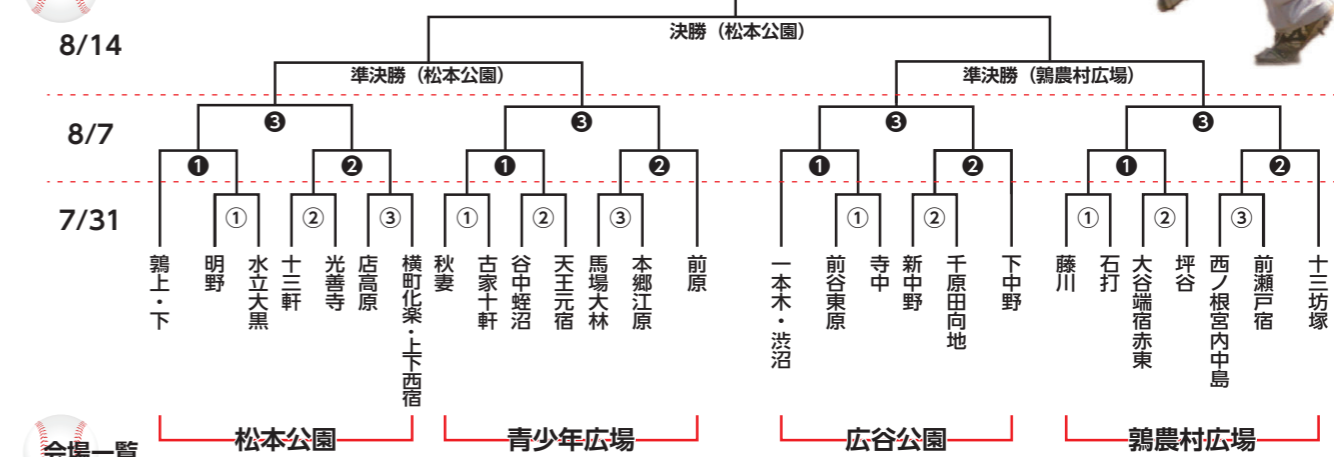 8/14
決勝（松本公園）
準決勝（松本公園）
準決勝（鶉農村広場）
8/7
❸
❸
❸
❸
❶
❷
❶
❷
❶
❷
❶
❷
7/31
①
②
③
①
②
③
①
②
①
②
③
鶉上・下
明野
水立大黒
十三軒
光善寺
店高原
横町化楽・上下西宿
秋妻
古家十軒
谷中蛭沼
天王元宿
馬場大林
本郷江原
前原
一本木・渋沼
前谷東原
寺中
新中野
千原田向地
下中野
藤川
石打
大谷端宿赤東
坪谷
西ノ根宮内中島
前瀬戸宿
十三坊塚
松本公園
青少年広場
広谷公園
鶉農村広場
会場一覧